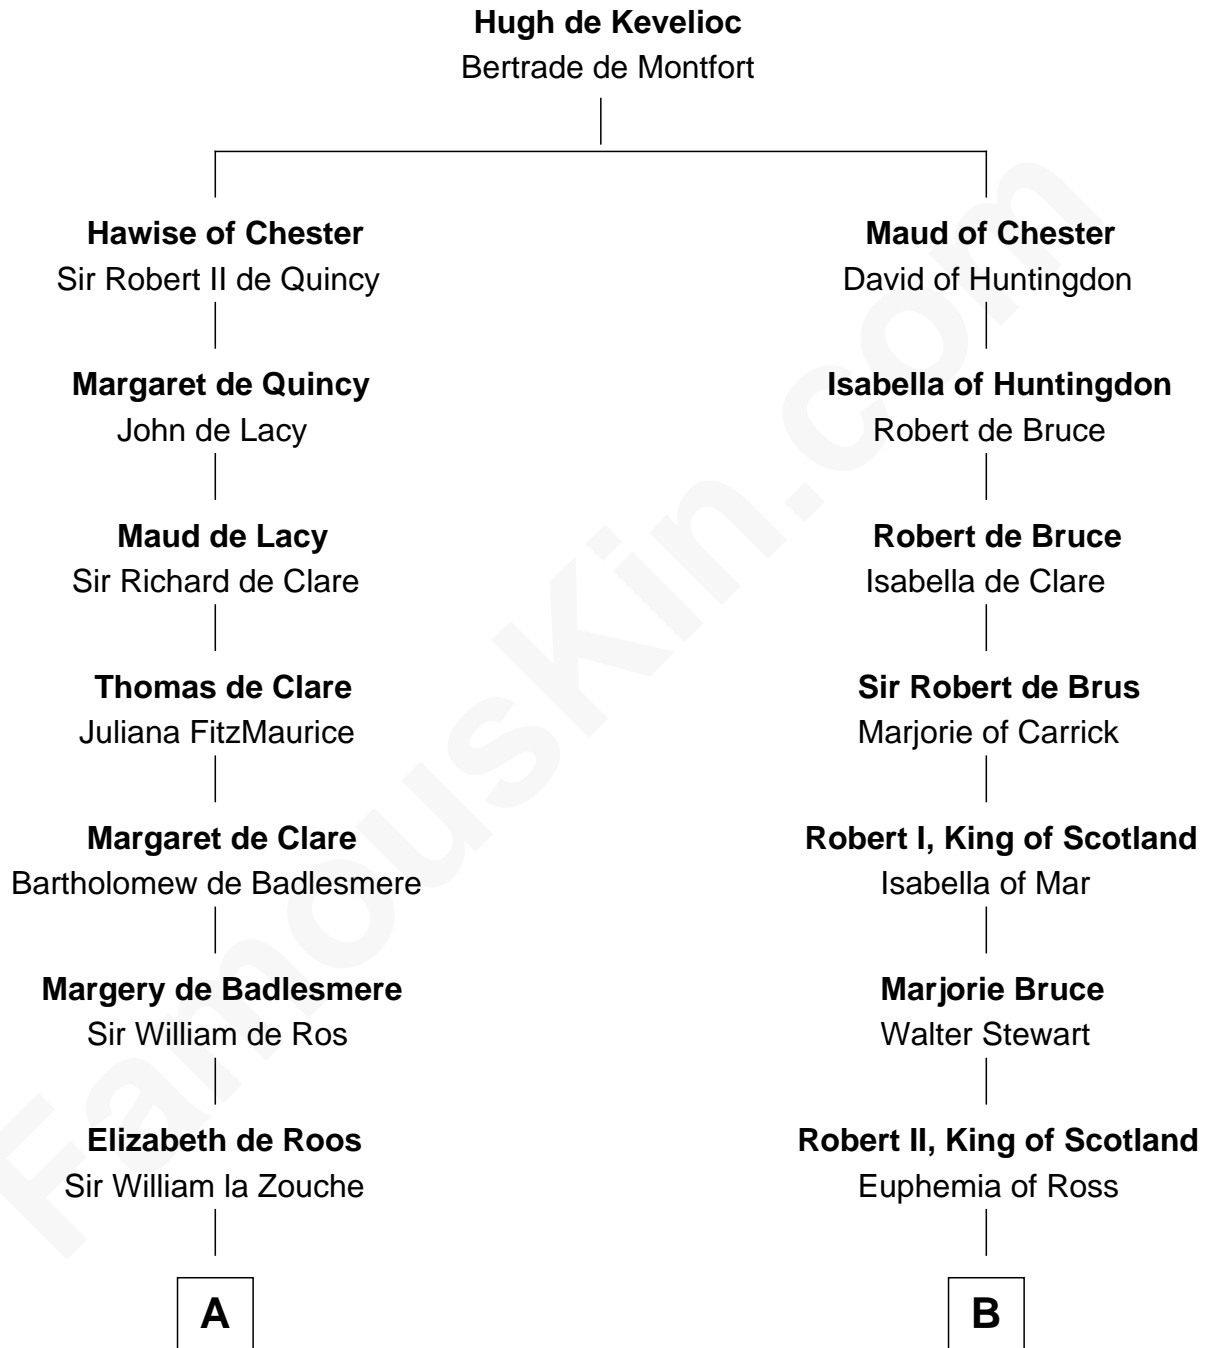 Hugh de Kevelioc
Bertrade de Montfort
Hawise of Chester
Sir Robert II de Quincy
Maud of Chester
David of Huntingdon
Margaret de Quincy
John de Lacy
Isabella of Huntingdon
Robert de Bruce
Maud de Lacy
Sir Richard de Clare
Robert de Bruce
Isabella de Clare
Thomas de Clare
Juliana FitzMaurice
Sir Robert de Brus
Marjorie of Carrick
Margaret de Clare
Bartholomew de Badlesmere
Robert I, King of Scotland
Isabella of Mar
Margery de Badlesmere
Sir William de Ros
Marjorie Bruce
Walter Stewart
Elizabeth de Roos
Sir William la Zouche
Robert II, King of Scotland
Euphemia of Ross
A
B
FamousKin.com